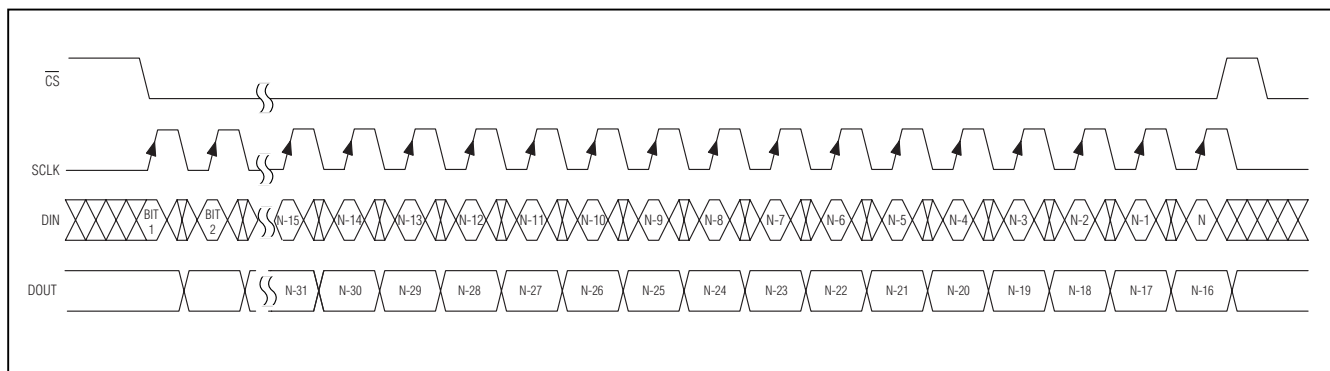 CS
SCLK
DIN BIT 1 BIT 2 N-15 N-14 N-13 N-12 N-11 N-10 N-9 N-8 N-7 N-6 N-5 N-4 N-3 N-2 N-1 N
DOUT N-31 N-30 N-29 N-28 N-27 N-26 N-25 N-24 N-23 N-22 N-21 N-20 N-19 N-18 N-17 N-16